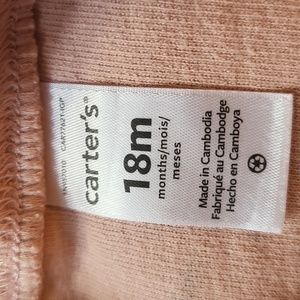 carter's®
18m
months/mois/
meses
Made in Cambodia
Fabriqué au Cambodge
Hecho en Camboya